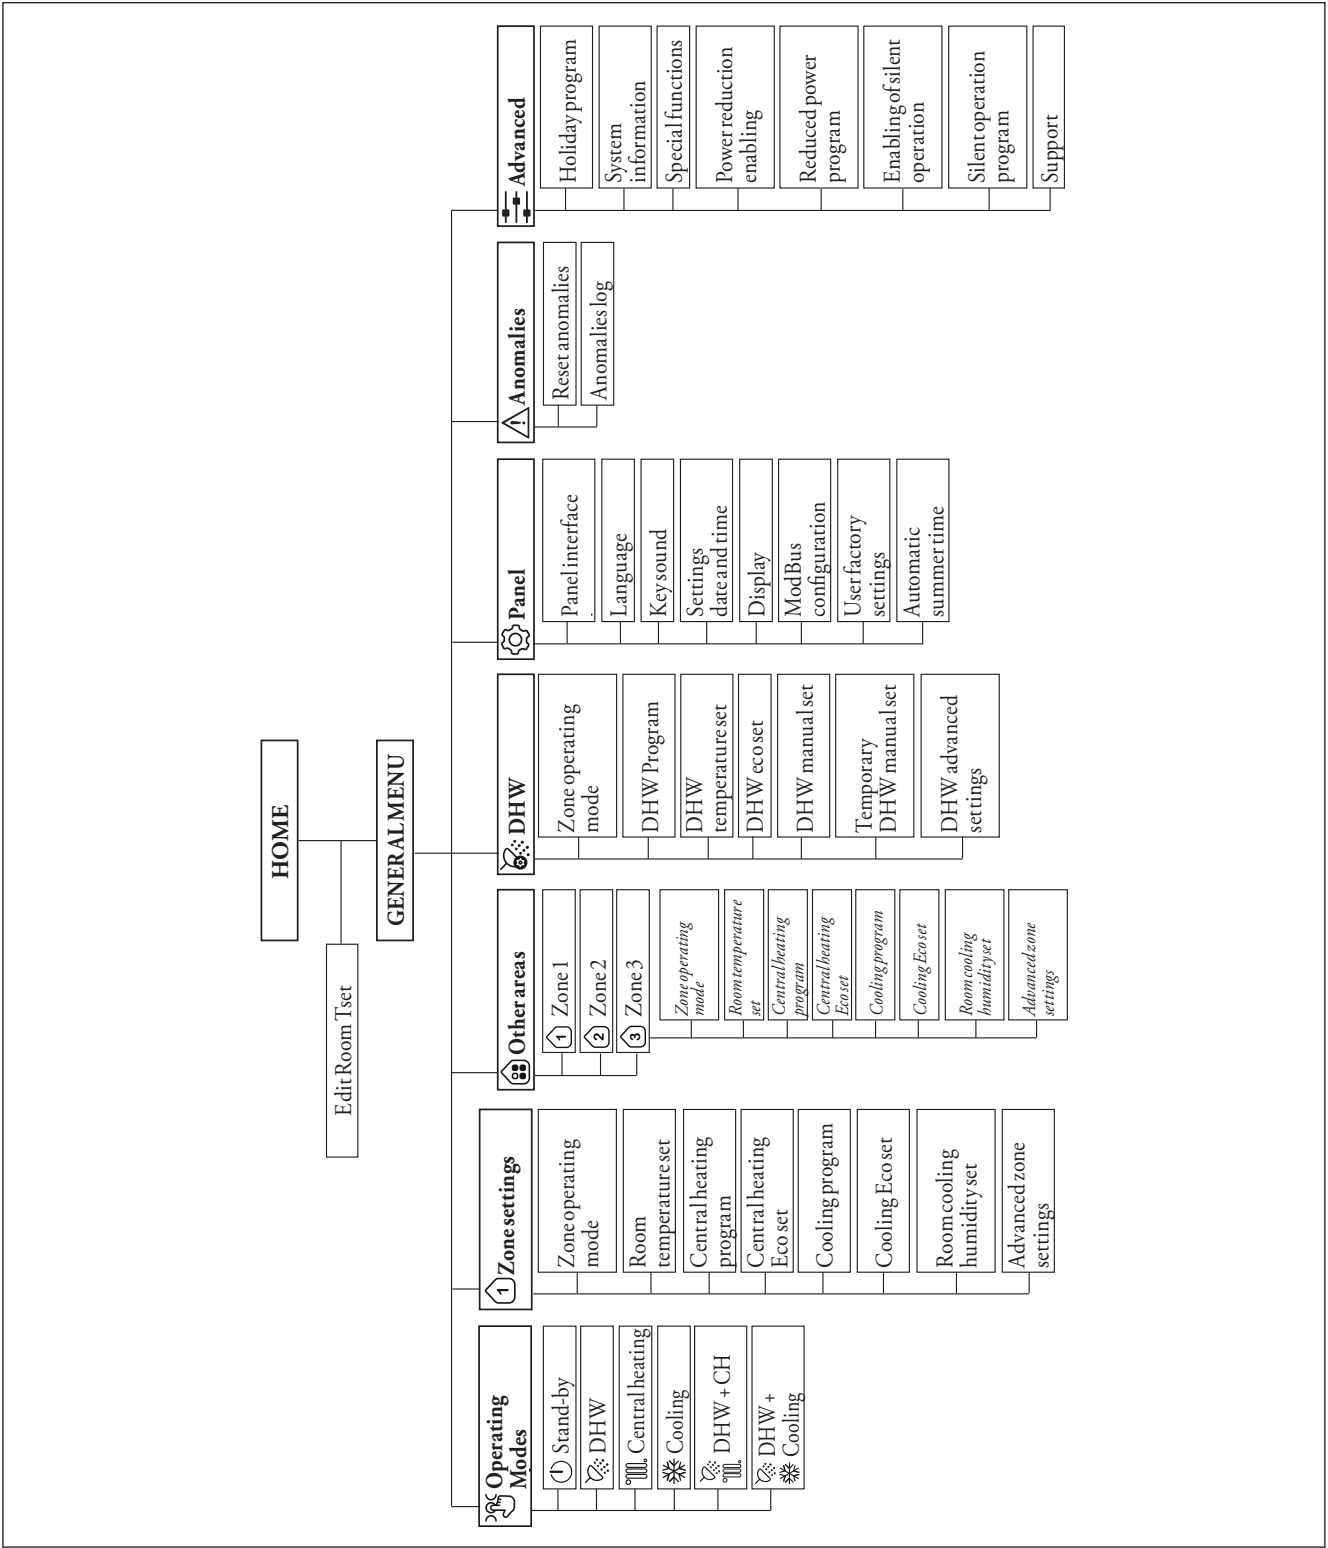 HOME
Edit Room Tset
GENERAL MENU
Operating
Modes
Stand-by
DHW
Central heating
Cooling
DHW + CH
DHW +
Cooling
1
Zone settings
Zone operating
mode
Room
temperature set
Central heating
program
Central heating
Eco set
Cooling program
Cooling Eco set
Room cooling
humidity set
Advanced zone
settings
Other areas
1 Zone 1
2 Zone 2
3 Zone 3
Zone operating
mode
Room temperature
set
Central heating
program
Central heating
Eco set
Cooling program
Cooling Eco set
Room cooling
humidity set
Advanced zone
settings
DHW
Zone operating
mode
DHW Program
DHW
temperature set
DHW eco set
DHW manual set
Temporary
DHW manual set
DHW advanced
settings
Panel
Panel interface
.
Language
Key sound
Settings
date and time
Display
ModBus
configuration
User factory
settings
Automatic
summer time
Anomalies
Reset anomalies
Anomalies log
Advanced
Holiday program
System
information
Special functions
Power reduction
enabling
Reduced power
program
Enabling of silent
operation
Silent operation
program
Support